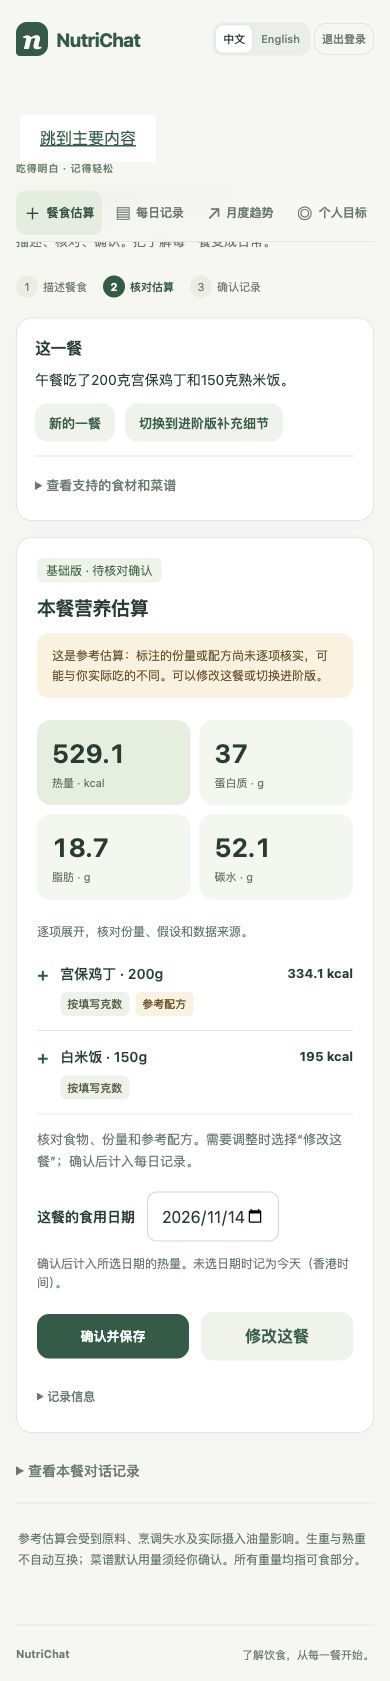 n NutriChat
中文 English 退出登录
跳到主要内容
吃得明白 · 记得轻松
餐食估算 每日记录 月度趋势 个人目标
描述、核对、确认。把了解每一餐变成日常。
1 描述餐食 2 核对估算 3 确认记录
这一餐
午餐吃了200克宫保鸡丁和150克熟米饭。
新的一餐 切换到进阶版补充细节
▶ 查看支持的食材和菜谱
基础版 · 待核对确认
本餐营养估算
这是参考估算：标注的份量或配方尚未逐项核实，可
能与你实际吃的不同。可以修改这餐或切换进阶版。
529.1 37
热量 · kcal 蛋白质 · g
18.7 52.1
脂肪 · g 碳水 · g
逐项展开，核对份量、假设和数据来源。
+ 宫保鸡丁 · 200g 334.1 kcal
按填写克数 参考配方
+ 白米饭 · 150g 195 kcal
按填写克数
核对食物、份量和参考配方。需要调整时选择“修改这
餐”；确认后计入每日记录。
这餐的食用日期 2026/11/14
确认后计入所选日期的热量。未选日期时记为今天（香港时
间）。
确认并保存 修改这餐
▶ 记录信息
▶ 查看本餐对话记录
参考估算会受到原料、烹调失水及实际摄入油量影响。生重与熟重
不自动互换；菜谱默认用量须经你确认。所有重量均指可食部分。
NutriChat 了解饮食，从每一餐开始。